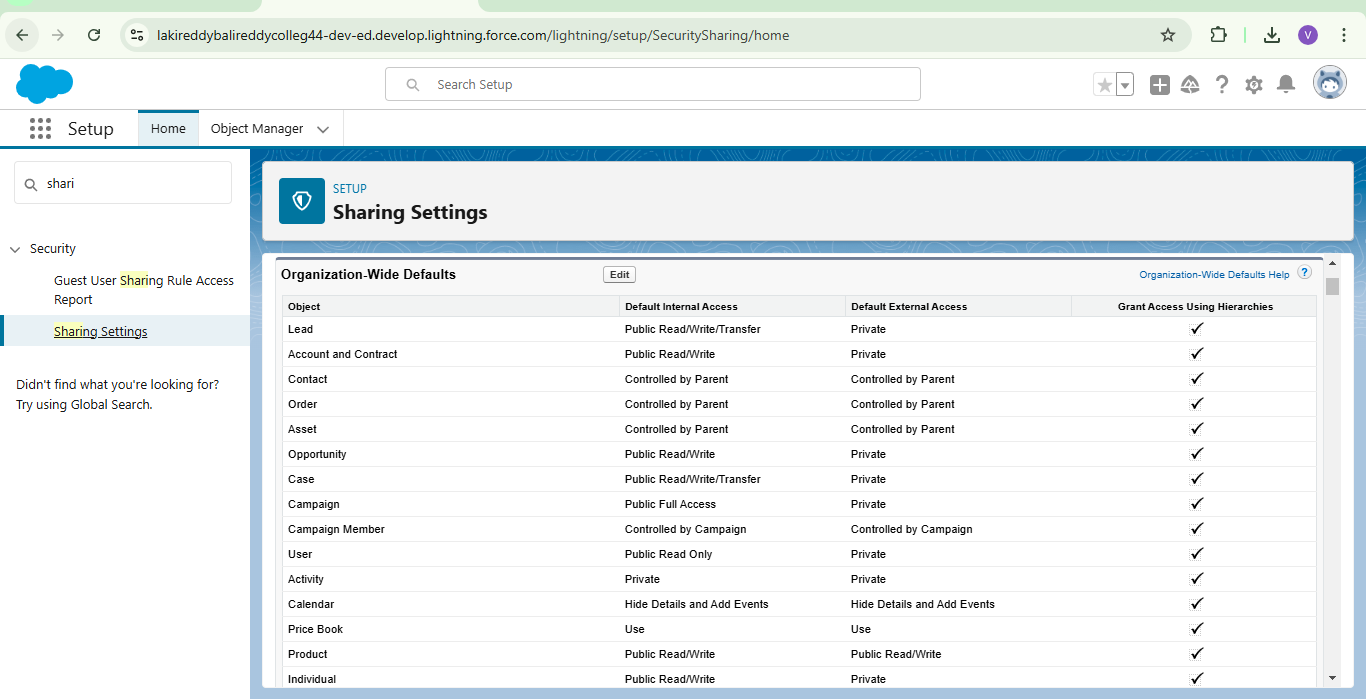 lakireddybalireddycolleg44-dev-ed.develop.lightning.force.com/lightning/setup/SecuritySharing/home
V
Search Setup
Setup
Home
Object Manager
shari
Security
Guest User Sharing Rule Access
Report
Sharing Settings
Didn't find what you're looking for?
Try using Global Search.
SETUP
Sharing Settings
Organization-Wide Defaults Edit Organization-Wide Defaults Help ?
Object Default Internal Access Default External Access Grant Access Using Hierarchies
Lead Public Read/Write/Transfer Private ✓
Account and Contract Public Read/Write Private ✓
Contact Controlled by Parent Controlled by Parent ✓
Order Controlled by Parent Controlled by Parent ✓
Asset Controlled by Parent Controlled by Parent ✓
Opportunity Public Read/Write Private ✓
Case Public Read/Write/Transfer Private ✓
Campaign Public Full Access Private ✓
Campaign Member Controlled by Campaign Controlled by Campaign ✓
User Public Read Only Private ✓
Activity Private Private ✓
Calendar Hide Details and Add Events Hide Details and Add Events ✓
Price Book Use Use ✓
Product Public Read/Write Public Read/Write ✓
Individual Public Read/Write Private ✓